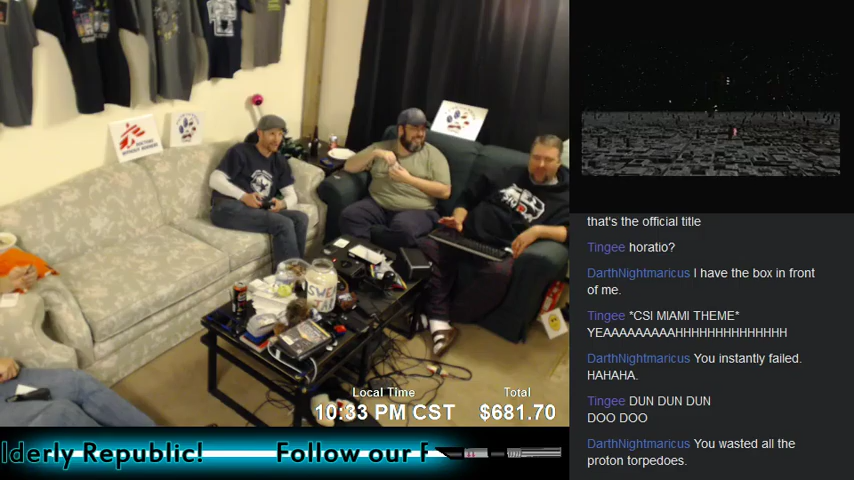 SWEAR
JAR
Local Time
Total
10:33 PM CST
$681.70
lderly Republic!
Follow our F
that's the official title
Tingee horatio?
DarthNightmaricus I have the box in front
of me.
Tingee *CSI MIAMI THEME*
YEAAAAAAAAAHHHHHHHHHHHHHH
DarthNightmaricus You instantly failed.
HAHAHA.
Tingee DUN DUN DUN
DOO DOO
DarthNightmaricus You wasted all the
proton torpedoes.